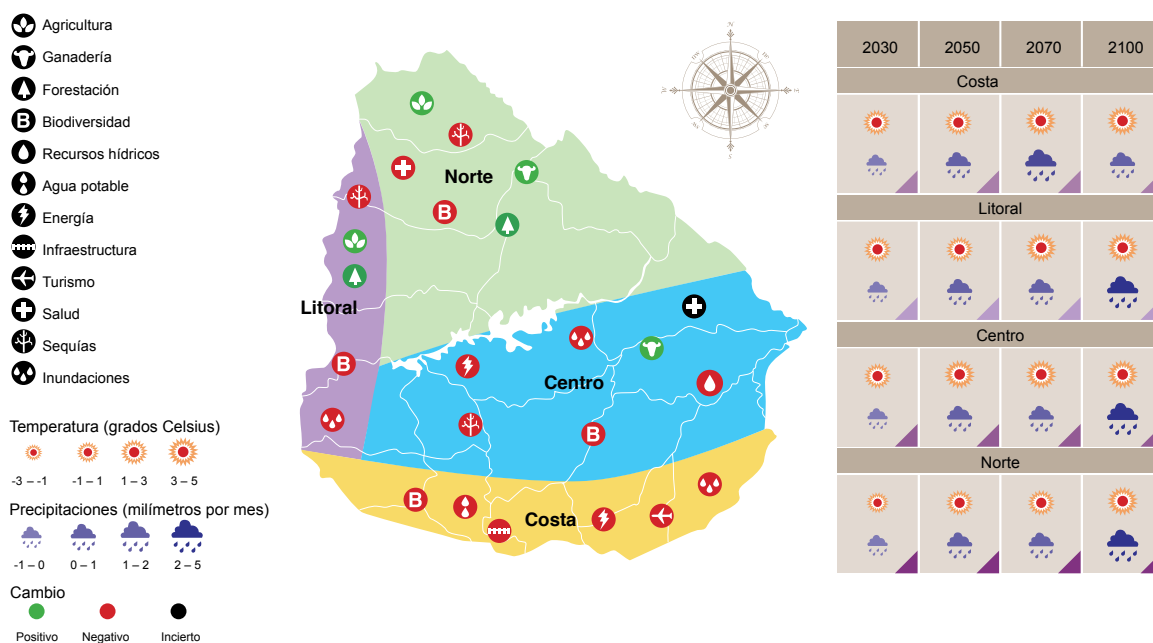 Agricultura
Ganadería
Forestación
B Biodiversidad
Recursos hídricos
Agua potable
Energía
Infraestructura
Turismo
Salud
Sequías
Inundaciones
Temperatura (grados Celsius)
-3 – -1 -1 – 1 1 – 3 3 – 5
Precipitaciones (milímetros por mes)
-1 – 0 0 – 1 1 – 2 2 – 5
Cambio
Positivo Negativo Incierto
N
S
Norte
B
Litoral
B
Centro
B
B
Costa
2030 2050 2070 2100
Costa
Litoral
Centro
Norte